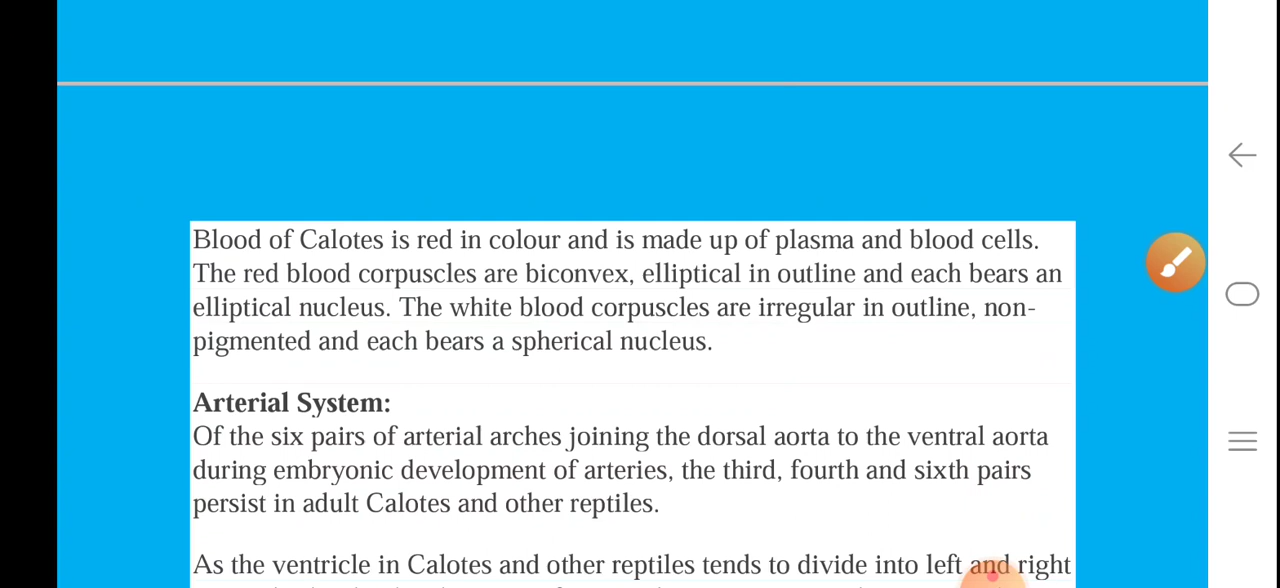 Blood of Calotes is red in colour and is made up of plasma and blood cells.
The red blood corpuscles are biconvex, elliptical in outline and each bears an
elliptical nucleus. The white blood corpuscles are irregular in outline, non-
pigmented and each bears a spherical nucleus.
Arterial System:
Of the six pairs of arterial arches joining the dorsal aorta to the ventral aorta
during embryonic development of arteries, the third, fourth and sixth pairs
persist in adult Calotes and other reptiles.
As the ventricle in Calotes and other reptiles tends to divide into left and right